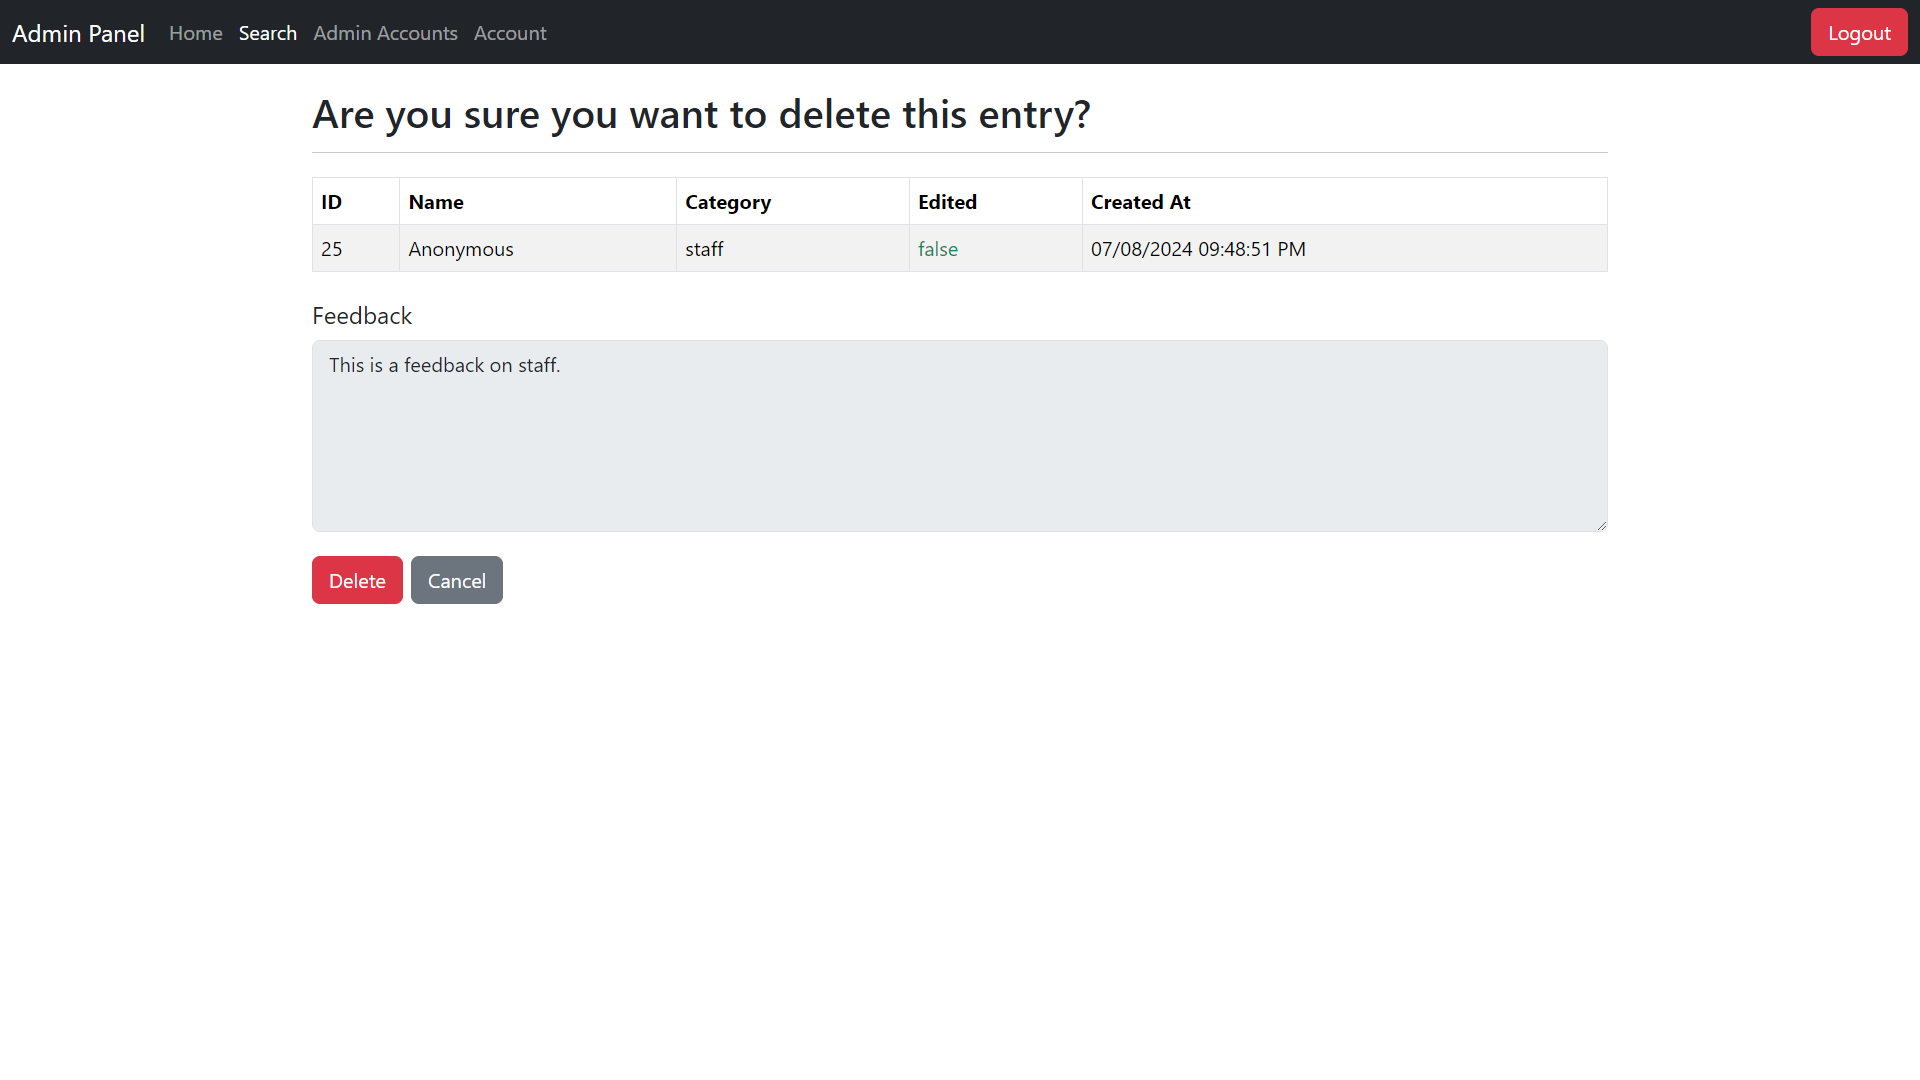 Admin Panel Home Search Admin Accounts Account Logout
Are you sure you want to delete this entry?
ID Name Category Edited Created At
25 Anonymous staff false 07/08/2024 09:48:51 PM
Feedback
This is a feedback on staff.
Delete Cancel